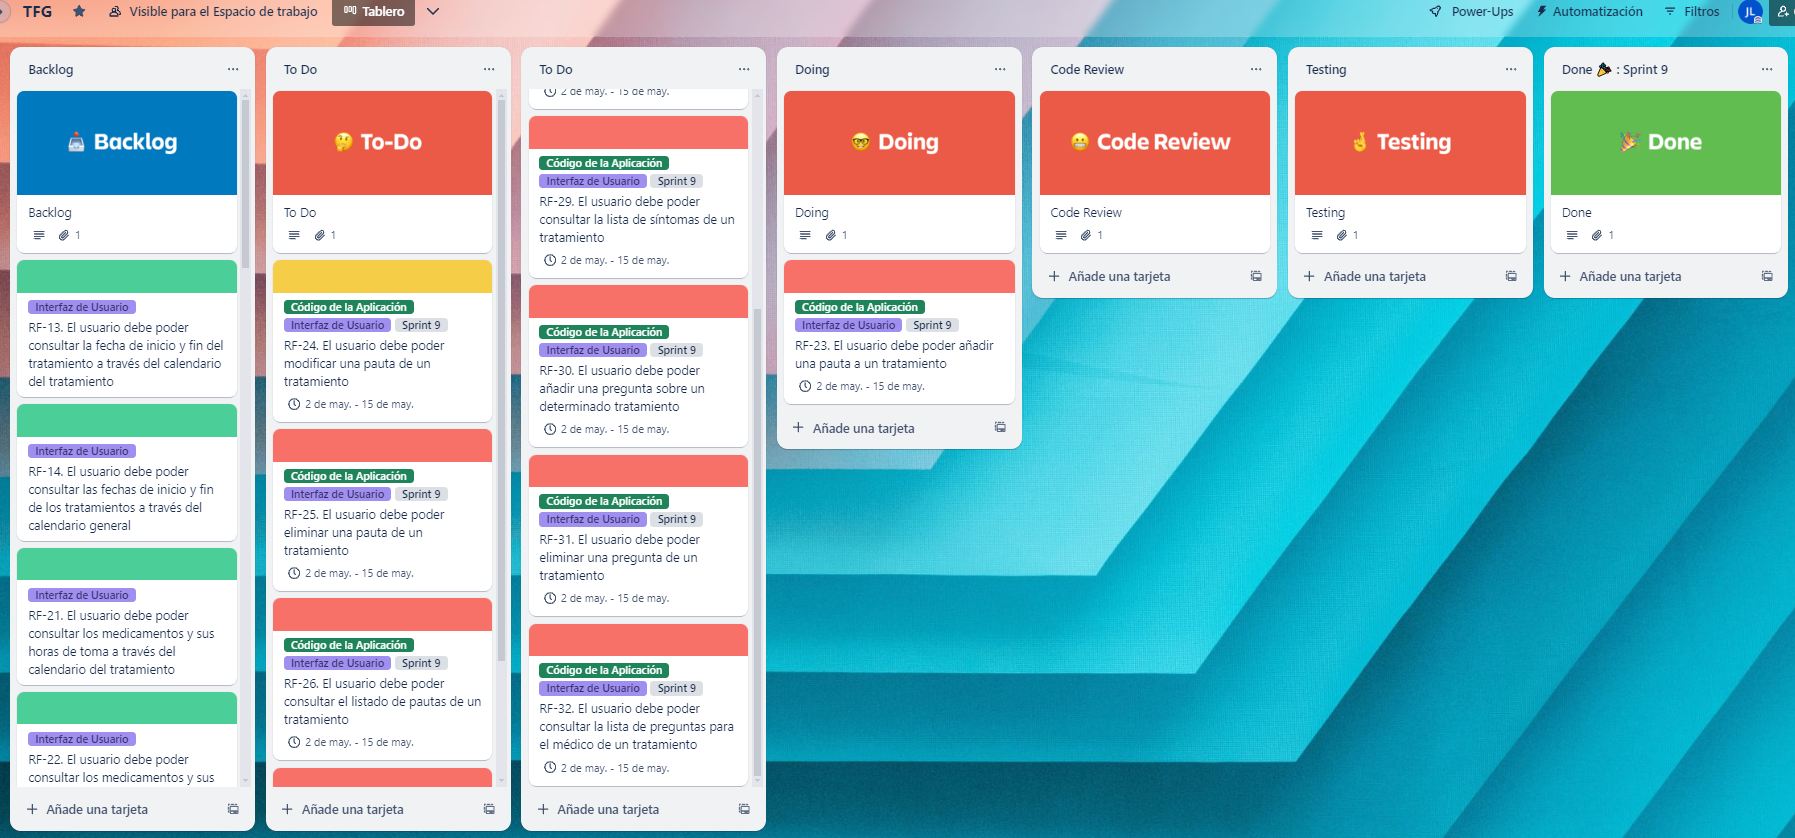 TFG
Visible para el Espacio de trabajo
Tablero
Power-Ups
Automatización
Filtros
JL
Backlog
Backlog
Backlog
1
Interfaz de Usuario
RF-13. El usuario debe poder
consultar la fecha de inicio y fin del
tratamiento a través del calendario
del tratamiento
Interfaz de Usuario
RF-14. El usuario debe poder
consultar las fechas de inicio y fin
de los tratamientos a través del
calendario general
Interfaz de Usuario
RF-21. El usuario debe poder
consultar los medicamentos y sus
horas de toma a través del
calendario del tratamiento
Interfaz de Usuario
RF-22. El usuario debe poder
consultar los medicamentos y sus
Añade una tarjeta
To Do
To-Do
To Do
1
Código de la Aplicación
Interfaz de Usuario Sprint 9
RF-24. El usuario debe poder
modificar una pauta de un
tratamiento
2 de may. - 15 de may.
Código de la Aplicación
Interfaz de Usuario Sprint 9
RF-25. El usuario debe poder
eliminar una pauta de un
tratamiento
2 de may. - 15 de may.
Código de la Aplicación
Interfaz de Usuario Sprint 9
RF-26. El usuario debe poder
consultar el listado de pautas de un
tratamiento
2 de may. - 15 de may.
Añade una tarjeta
To Do
2 de may. - 15 de may.
Código de la Aplicación
Interfaz de Usuario Sprint 9
RF-29. El usuario debe poder
consultar la lista de síntomas de un
tratamiento
2 de may. - 15 de may.
Código de la Aplicación
Interfaz de Usuario Sprint 9
RF-30. El usuario debe poder
añadir una pregunta sobre un
determinado tratamiento
2 de may. - 15 de may.
Código de la Aplicación
Interfaz de Usuario Sprint 9
RF-31. El usuario debe poder
eliminar una pregunta de un
tratamiento
2 de may. - 15 de may.
Código de la Aplicación
Interfaz de Usuario Sprint 9
RF-32. El usuario debe poder
consultar la lista de preguntas para
el médico de un tratamiento
2 de may. - 15 de may.
Añade una tarjeta
Doing
Doing
Doing
1
Código de la Aplicación
Interfaz de Usuario Sprint 9
RF-23. El usuario debe poder añadir
una pauta a un tratamiento
2 de may. - 15 de may.
Añade una tarjeta
Code Review
Code Review
Code Review
1
Añade una tarjeta
Testing
Testing
Testing
1
Añade una tarjeta
Done 🎉 : Sprint 9
Done
Done
1
Añade una tarjeta